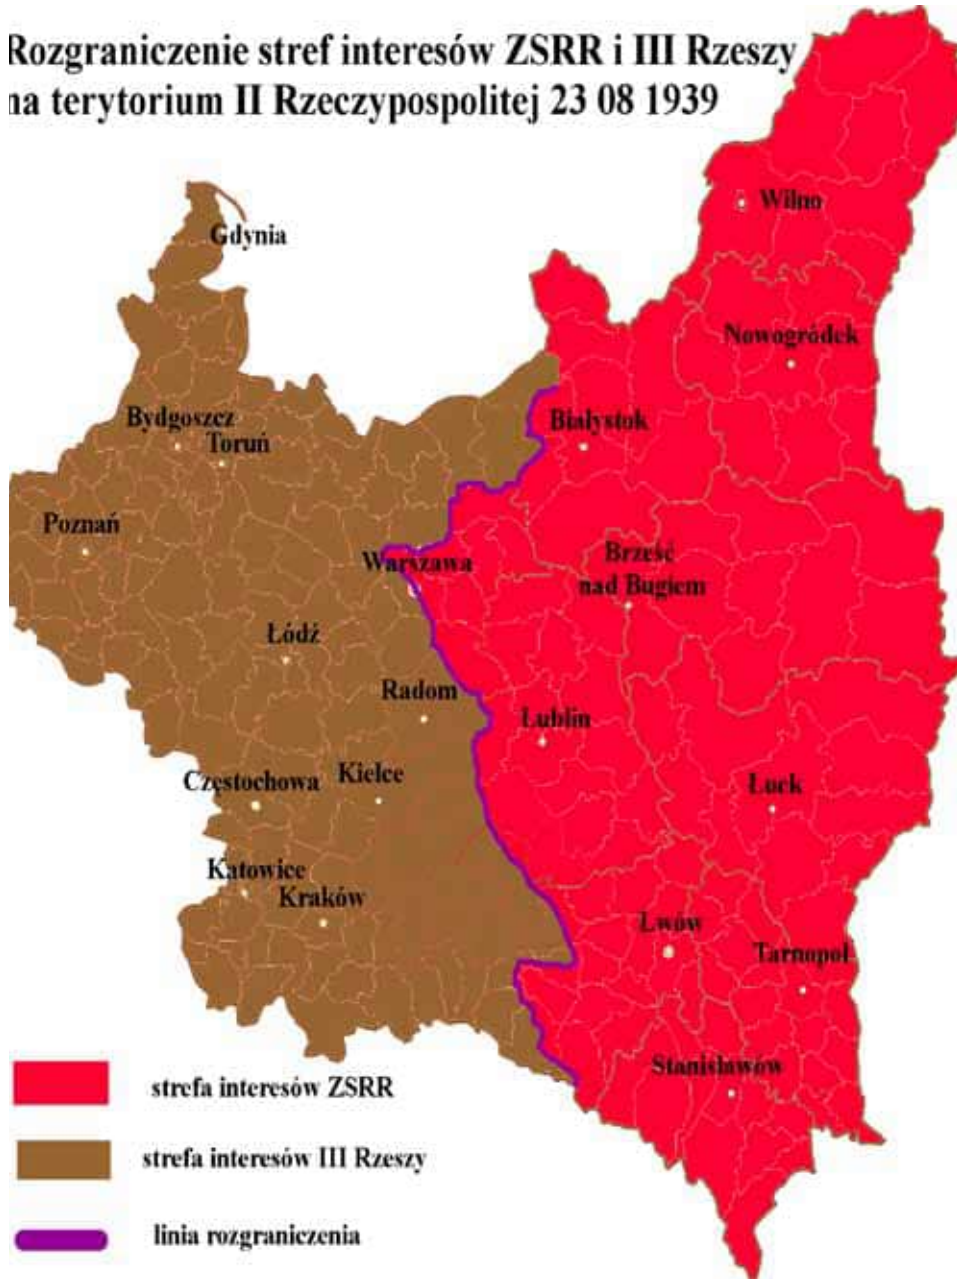 Rozgraniczenie stref interesów ZSRR i III Rzeszy
na terytorium II Rzeczypospolitej 23 08 1939
Wilno
Gdynia
Nowogródek
Bydgoszcz
Białystok
Toruń
Poznań
Warszawa
Brześć
nad Bugiem
Łódź
Radom
Lublin
Częstochowa
Kielce
Łuck
Katowice
Kraków
Lwów
Tarnopol
Stanisławów
strefa interesów ZSRR
strefa interesów III Rzeszy
linia rozgraniczenia